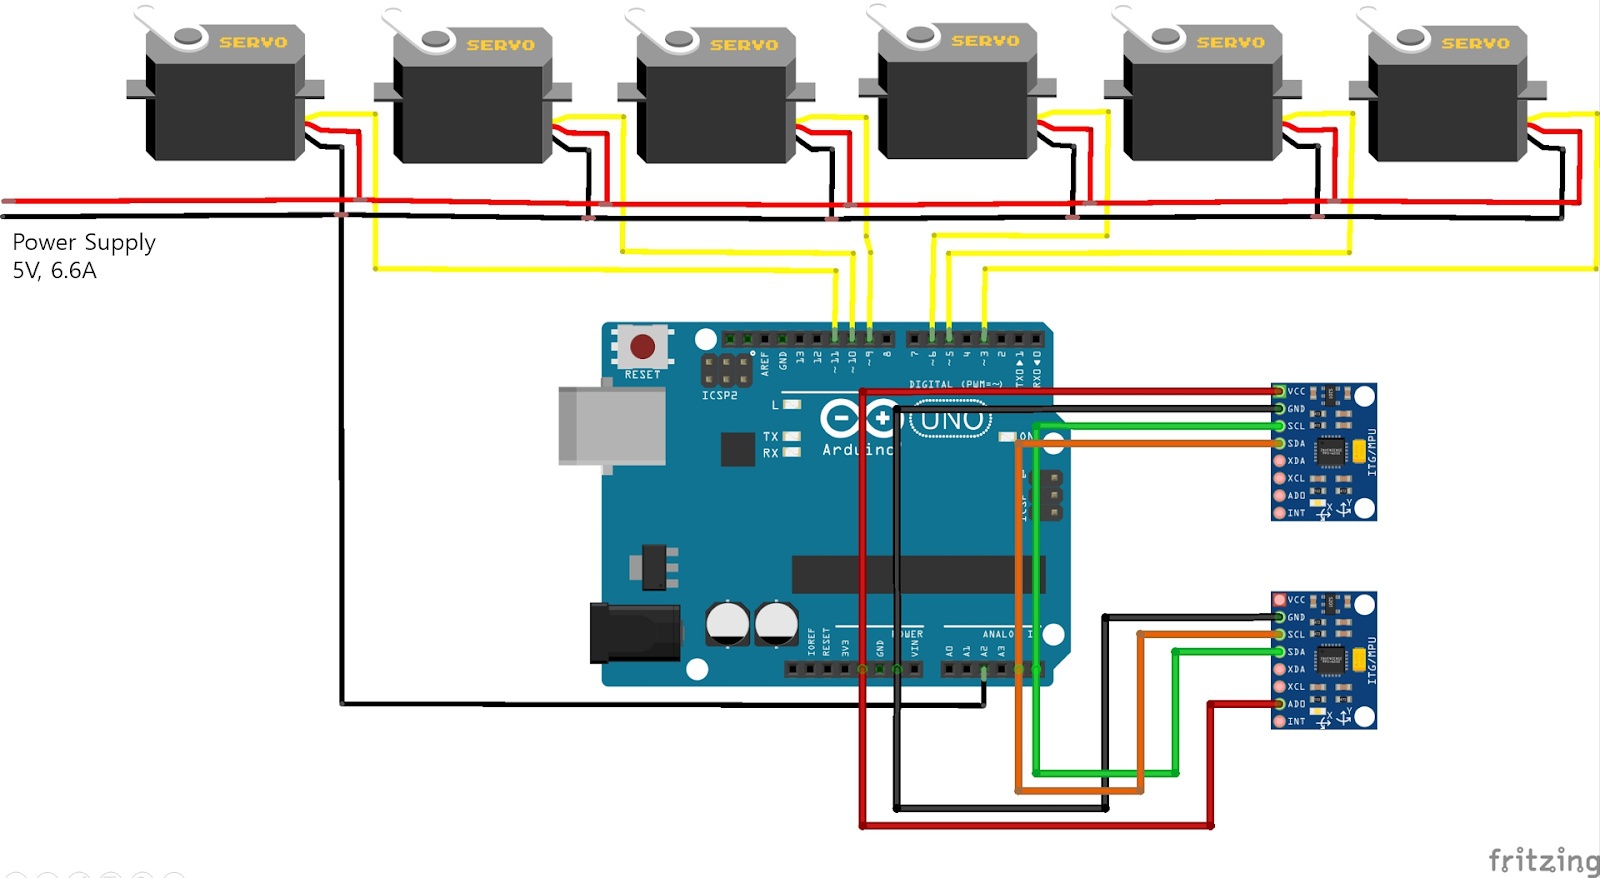 SERVO SERVO SERVO SERVO SERVO SERVO
Power Supply
5V, 6.6A
RESET
ICSP2
AREF
GND
13
12
~11
~10
~9
8
7
~6
~5
4
~3
2
TX0▶1
RX0◀0
DIGITAL (PWM=~)
L
TX
RX
UNO
Arduino
ON
ICSP
IOREF
RESET
3V3
GND
VIN
POWER
A0
A1
A2
A3
ANALOG I
VCC
GND
SCL
SDA
XDA
XCL
ADO
INT
ITG/MPU
X
Y
VCC
GND
SCL
SDA
XDA
XCL
ADO
INT
ITG/MPU
X
Y
fritzing